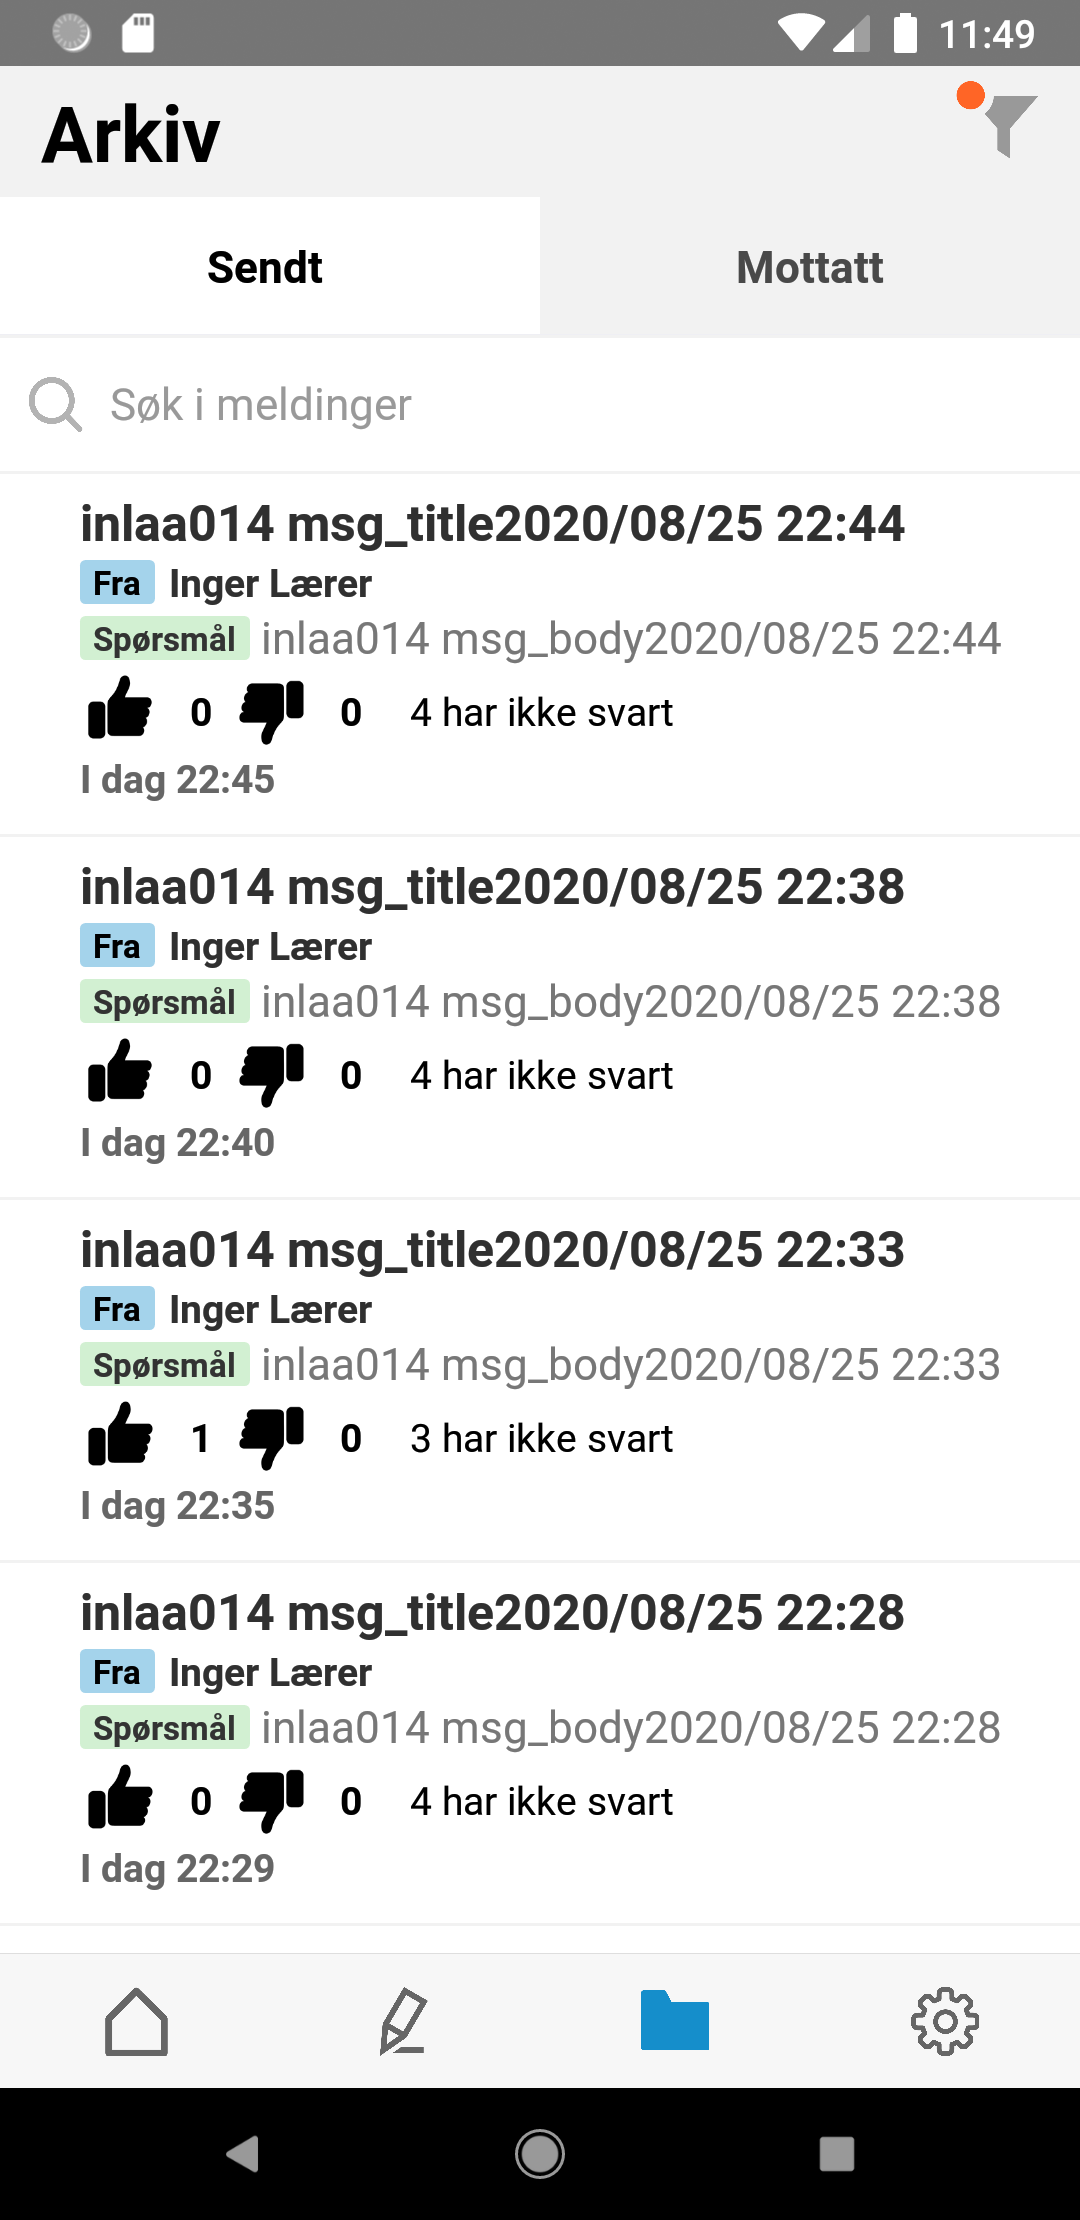 11:49
Arkiv
Sendt Mottatt
Søk i meldinger
inlaa014 msg_title2020/08/25 22:44
Fra Inger Lærer
Spørsmål inlaa014 msg_body2020/08/25 22:44
0 0 4 har ikke svart
I dag 22:45
inlaa014 msg_title2020/08/25 22:38
Fra Inger Lærer
Spørsmål inlaa014 msg_body2020/08/25 22:38
0 0 4 har ikke svart
I dag 22:40
inlaa014 msg_title2020/08/25 22:33
Fra Inger Lærer
Spørsmål inlaa014 msg_body2020/08/25 22:33
1 0 3 har ikke svart
I dag 22:35
inlaa014 msg_title2020/08/25 22:28
Fra Inger Lærer
Spørsmål inlaa014 msg_body2020/08/25 22:28
0 0 4 har ikke svart
I dag 22:29